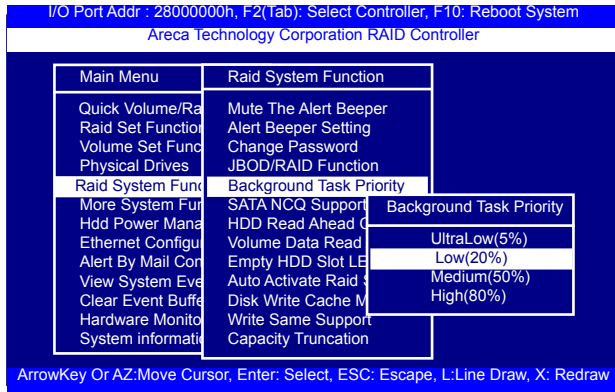 I/O Port Addr : 28000000h, F2(Tab): Select Controller, F10: Reboot System
Areca Technology Corporation RAID Controller
Main Menu
Quick Volume/Ra
Raid Set Function
Volume Set Func
Physical Drives
Raid System Func
More System Fun
Hdd Power Mana
Ethernet Configu
Alert By Mail Con
View System Eve
Clear Event Buffe
Hardware Monito
System informatio
Raid System Function
Mute The Alert Beeper
Alert Beeper Setting
Change Password
JBOD/RAID Function
Background Task Priority
SATA NCQ Support
HDD Read Ahead C
Volume Data Read
Empty HDD Slot LE
Auto Activate Raid S
Disk Write Cache M
Write Same Support
Capacity Truncation
Background Task Priority
UltraLow(5%)
Low(20%)
Medium(50%)
High(80%)
ArrowKey Or AZ:Move Cursor, Enter: Select, ESC: Escape, L:Line Draw, X: Redraw